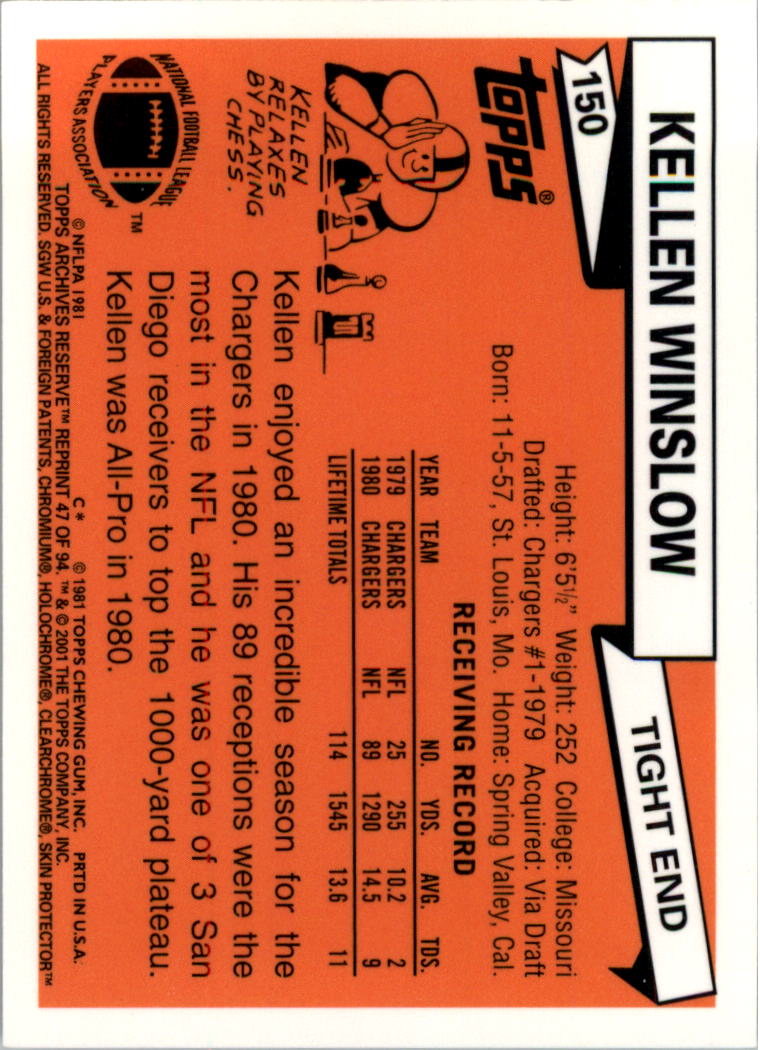 150
KELLEN WINSLOW
TIGHT END
topps®
Height: 6'5½" Weight: 252 College: Missouri
Drafted: Chargers #1-1979 Acquired: Via Draft
Born: 11-5-57, St. Louis, Mo. Home: Spring Valley, Cal.
KELLEN
RELAXES
BY PLAYING
CHESS.
RECEIVING RECORD
YEAR TEAM NO. YDS. AVG. TDS.
1979 CHARGERS NFL 25 255 10.2 2
1980 CHARGERS NFL 89 1290 14.5 9
LIFETIME TOTALS 114 1545 13.6 11
Kellen enjoyed an incredible season for the
Chargers in 1980. His 89 receptions were the
most in the NFL and he was one of 3 San
Diego receivers to top the 1000-yard plateau.
Kellen was All-Pro in 1980.
NATIONAL FOOTBALL LEAGUE
PLAYERS ASSOCIATION
TM
© NFLPA 1981 C* © 1981 TOPPS CHEWING GUM, INC. PRTD IN U.S.A.
TOPPS ARCHIVES RESERVE™ REPRINT 47 OF 94. ™ & © 2001 THE TOPPS COMPANY, INC.
ALL RIGHTS RESERVED. SGW U.S. & FOREIGN PATENTS, CHROMIUM®, HOLOCHROME®, CLEARCHROME®, SKIN PROTECTOR™